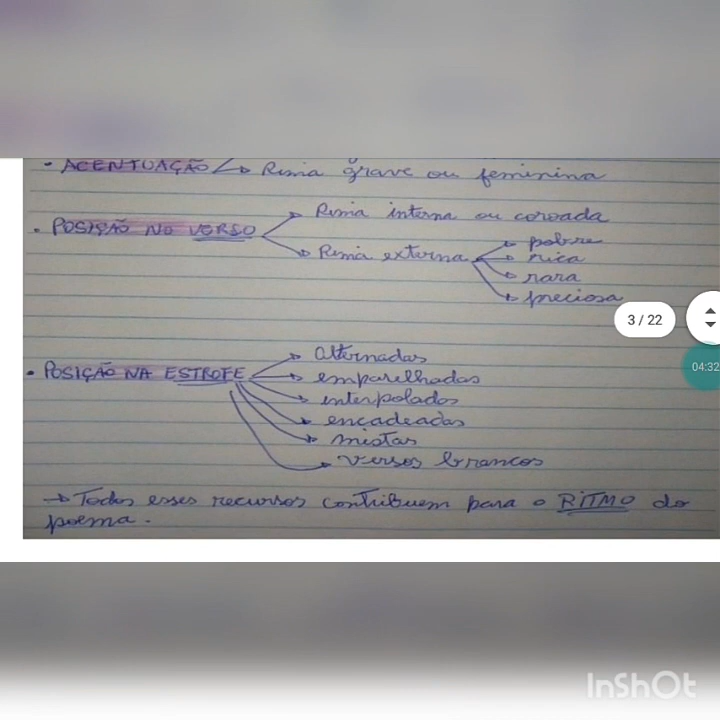 • ACENTUAÇÃO Rima grave ou feminina
• POSIÇÃO NO VERSO
Rima interna ou coroada
Rima externa
pobre
rica
rara
preciosa
3 / 22
04:32
• POSIÇÃO NA ESTROFE
alternadas
emparelhadas
interpolados
encadeadas
mistas
versos brancos
→ Todos esses recursos contribuem para o RITMO do
poema.
InShOt